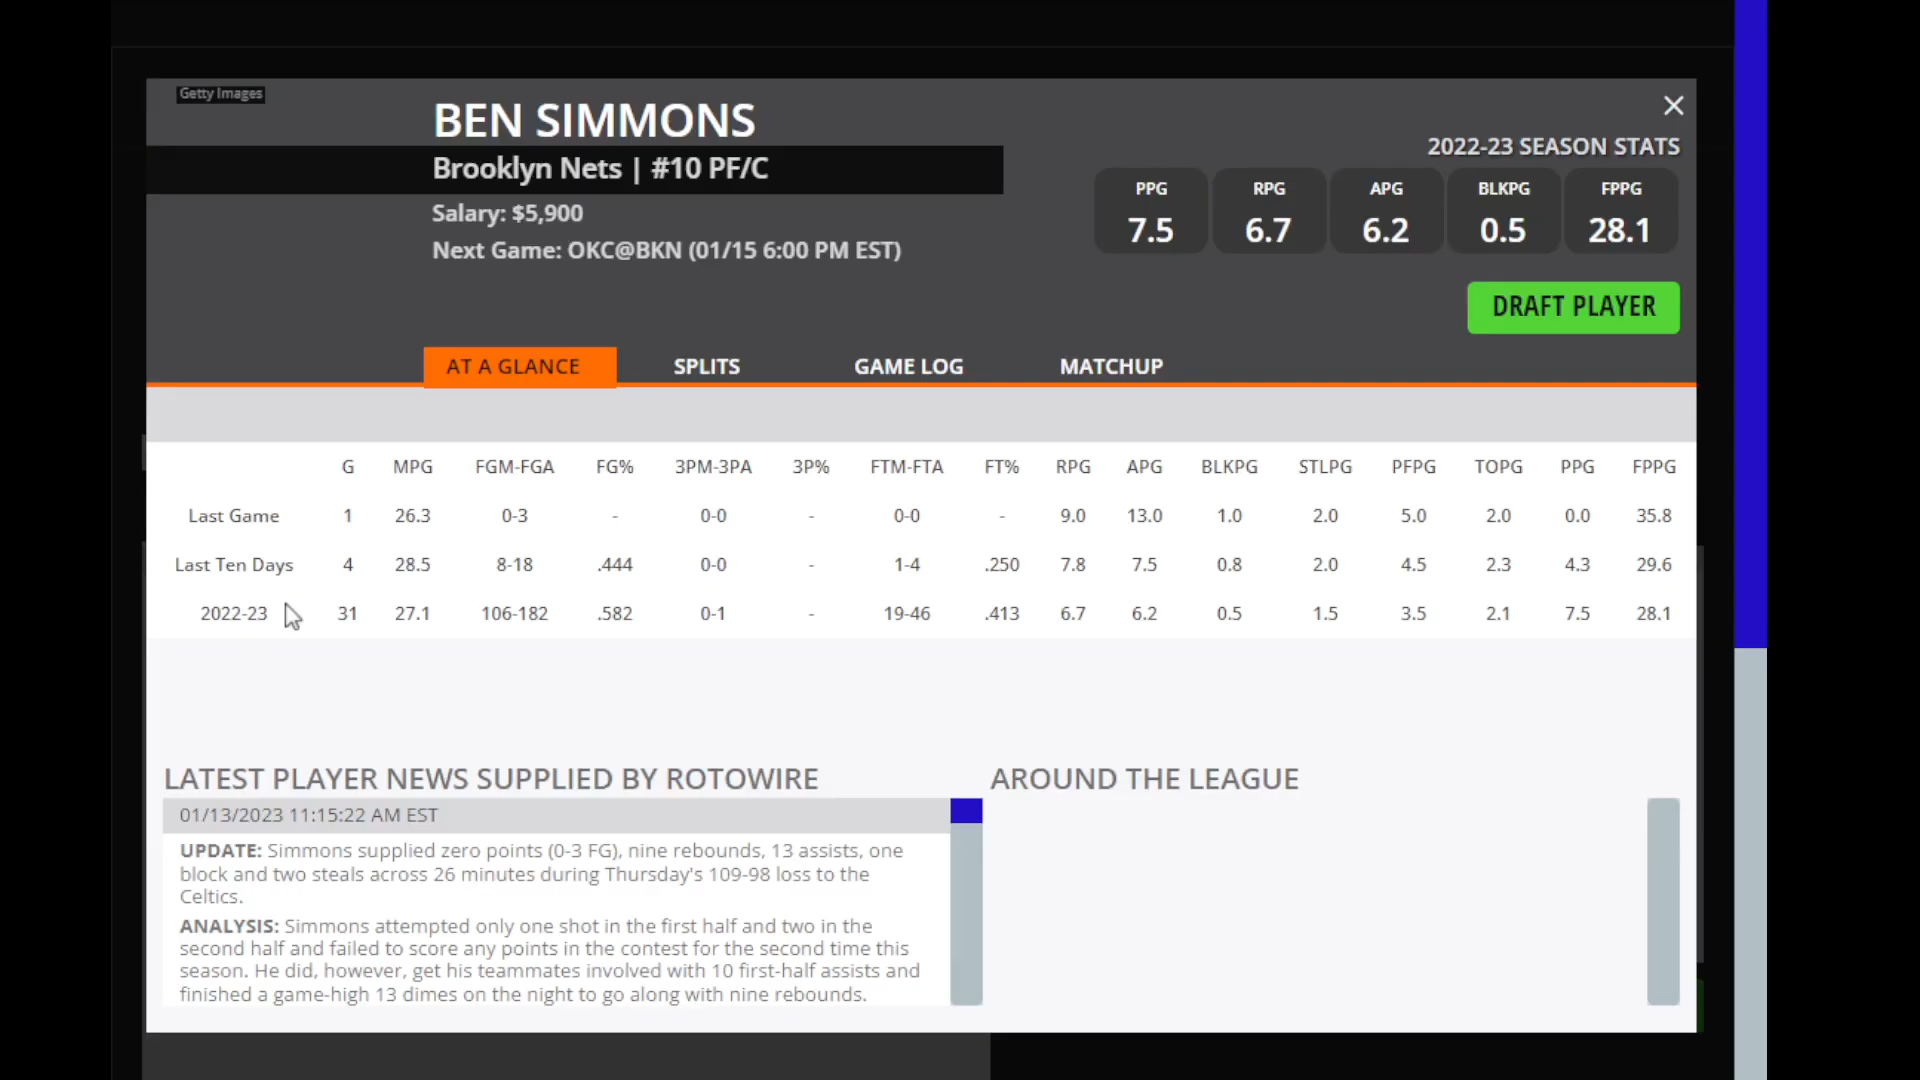 Getty Images
BEN SIMMONS
Brooklyn Nets | #10 PF/C
Salary: $5,900
Next Game: OKC@BKN (01/15 6:00 PM EST)
2022-23 SEASON STATS
PPG RPG APG BLKPG FPPG
7.5 6.7 6.2 0.5 28.1
DRAFT PLAYER
AT A GLANCE SPLITS GAME LOG MATCHUP
G MPG FGM-FGA FG% 3PM-3PA 3P% FTM-FTA FT% RPG APG BLKPG STLPG PFPG TOPG PPG FPPG
Last Game 1 26.3 0-3 - 0-0 - 0-0 - 9.0 13.0 1.0 2.0 5.0 2.0 0.0 35.8
Last Ten Days 4 28.5 8-18 .444 0-0 - 1-4 .250 7.8 7.5 0.8 2.0 4.5 2.3 4.3 29.6
2022-23 31 27.1 106-182 .582 0-1 - 19-46 .413 6.7 6.2 0.5 1.5 3.5 2.1 7.5 28.1
LATEST PLAYER NEWS SUPPLIED BY ROTOWIRE
01/13/2023 11:15:22 AM EST
UPDATE: Simmons supplied zero points (0-3 FG), nine rebounds, 13 assists, one
block and two steals across 26 minutes during Thursday's 109-98 loss to the
Celtics.
ANALYSIS: Simmons attempted only one shot in the first half and two in the
second half and failed to score any points in the contest for the second time this
season. He did, however, get his teammates involved with 10 first-half assists and
finished a game-high 13 dimes on the night to go along with nine rebounds.
AROUND THE LEAGUE